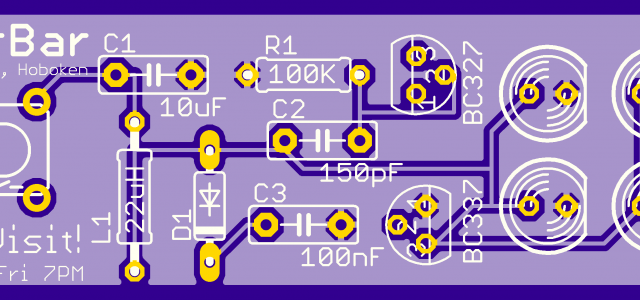 rBar
, Hoboken
C1
10uF
R1
100K
C2
150pF
1 2 3
BC327
L1
22uH
D1
C3
100nF
3 2 1
BC337
Visit!
Fri 7PM